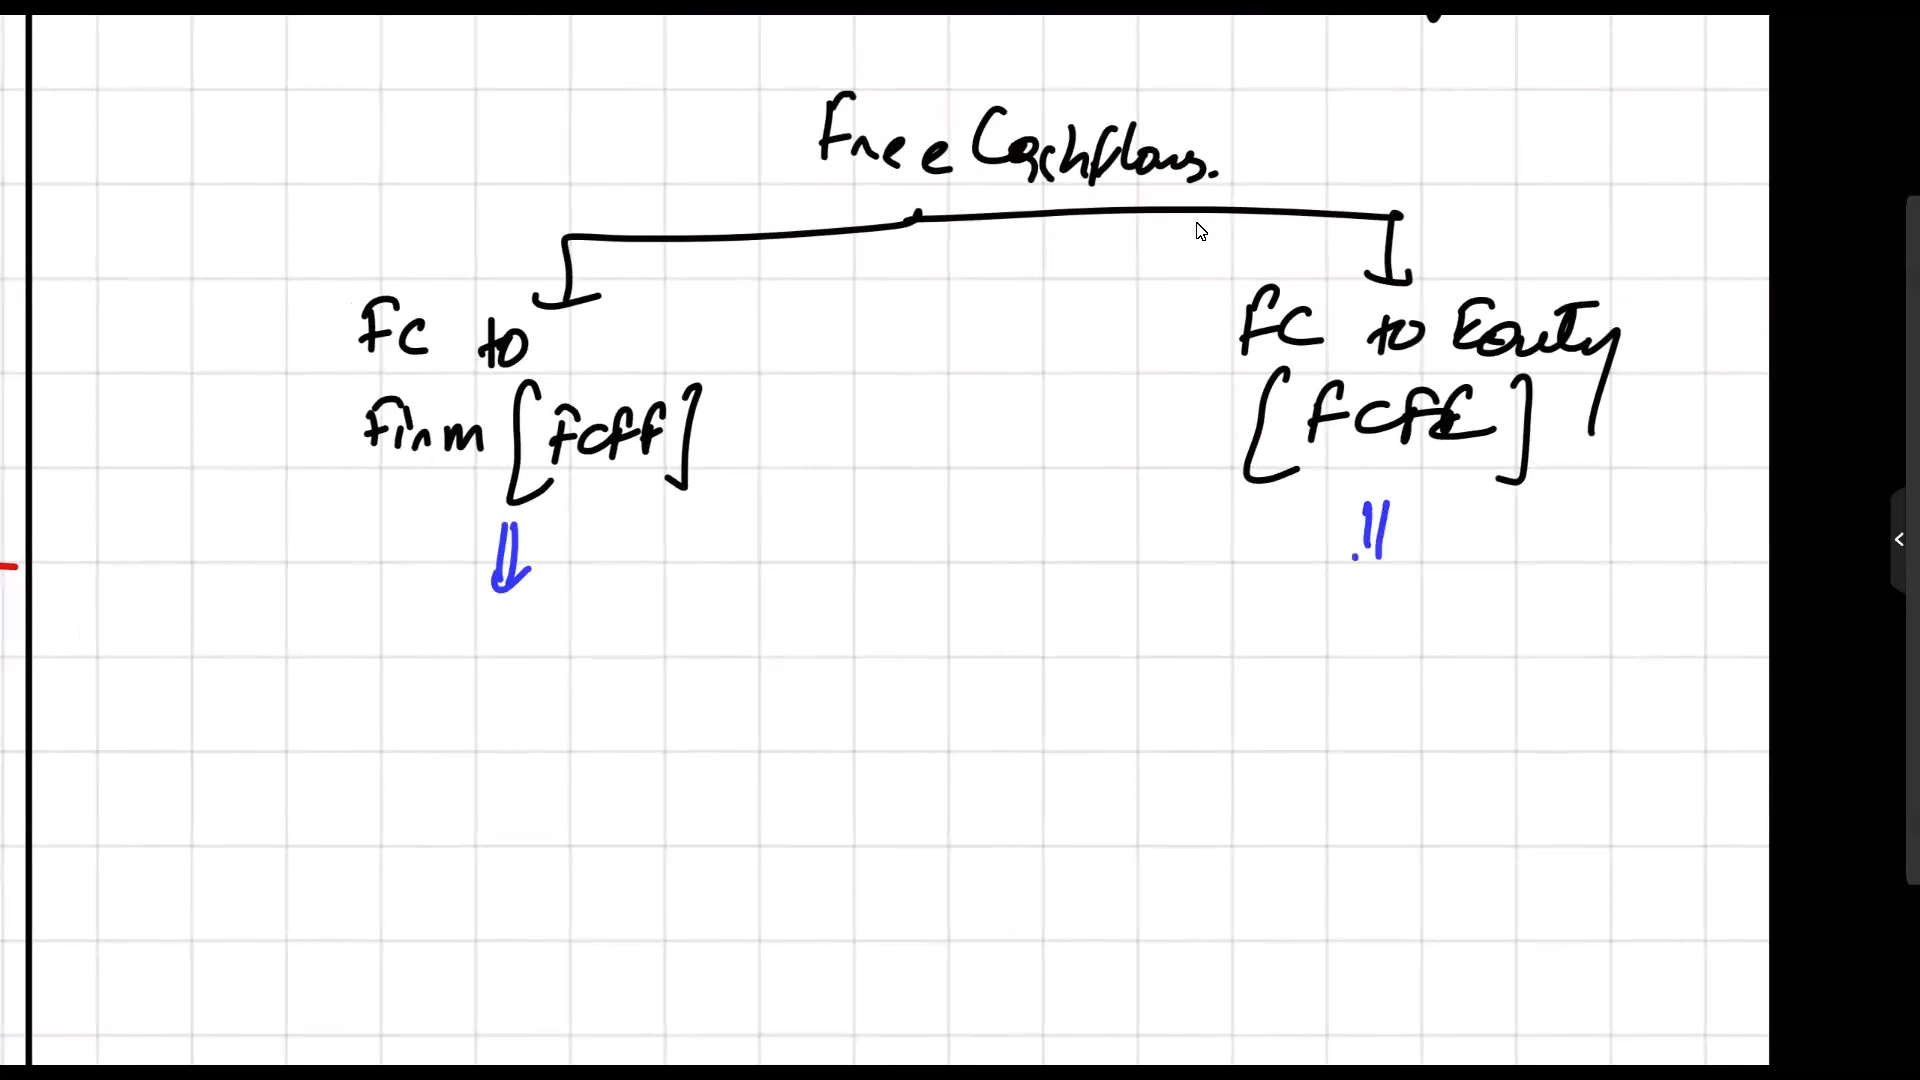 Free Cashflows.
FC to
Firm [FCFF]
FC to Equity
[FCFE]